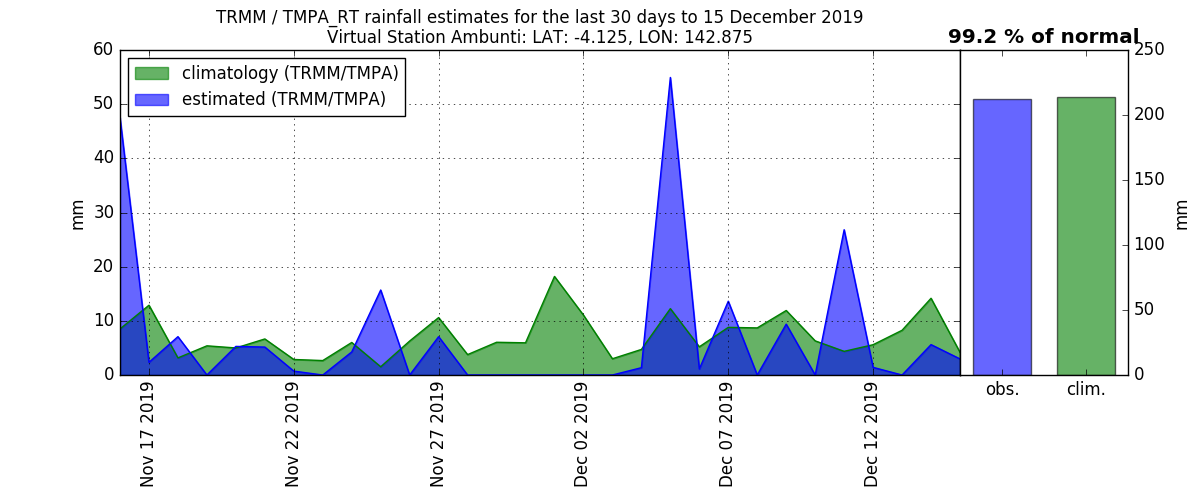 TRMM / TMPA_RT rainfall estimates for the last 30 days to 15 December 2019
Virtual Station Ambunti: LAT: -4.125, LON: 142.875
99.2 % of normal
climatology (TRMM/TMPA)
estimated (TRMM/TMPA)
60
50
40
30
20
10
0
mm
Nov 17 2019
Nov 22 2019
Nov 27 2019
Dec 02 2019
Dec 07 2019
Dec 12 2019
obs.
clim.
250
200
150
100
50
0
mm